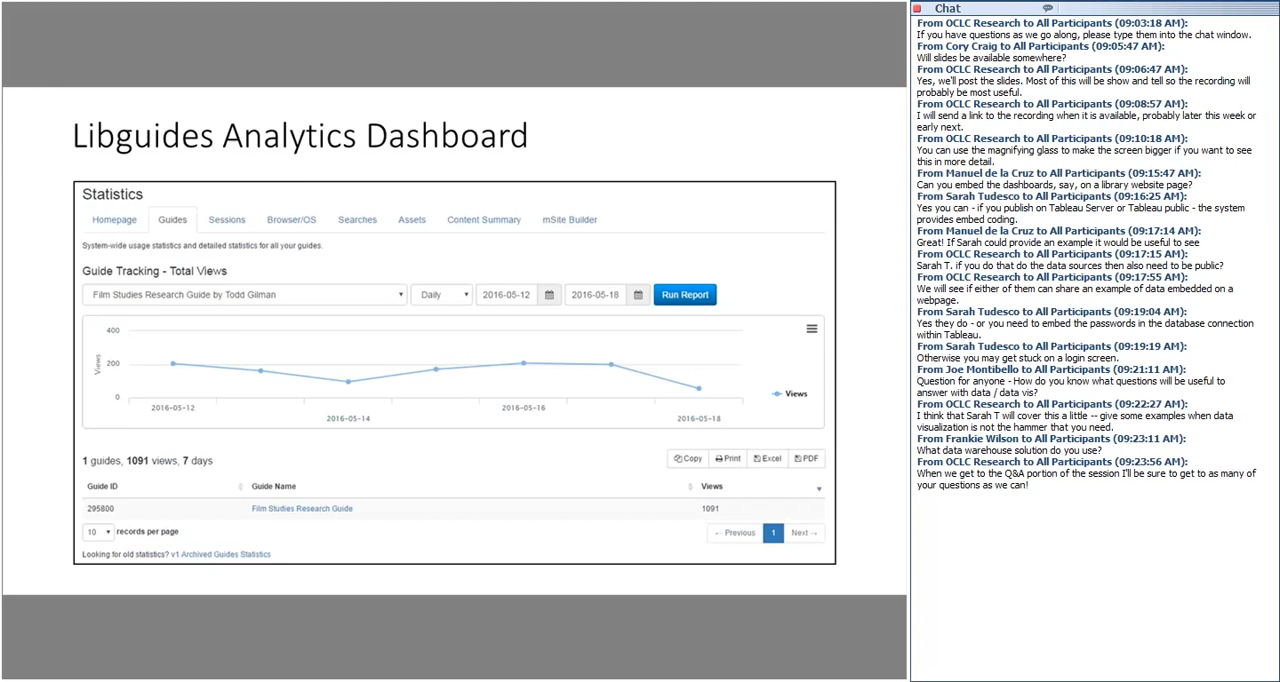 Libguides Analytics Dashboard
Statistics
Homepage Guides Sessions Browser/OS Searches Assets Content Summary mSite Builder
System-wide usage statistics and detailed statistics for all your guides.
Guide Tracking - Total Views
Film Studies Research Guide by Todd Gilman Daily 2016-05-12 2016-05-18 Run Report
400
200
0
Views
2016-05-12 2016-05-14 2016-05-16 2016-05-18
Views
1 guides, 1091 views, 7 days
Copy Print Excel PDF
Guide ID Guide Name Views
295800 Film Studies Research Guide 1091
10 records per page
← Previous 1 Next →
Looking for old statistics? v1 Archived Guides Statistics
Chat
From OCLC Research to All Participants (09:03:18 AM):
If you have questions as we go along, please type them into the chat window.
From Cory Craig to All Participants (09:05:47 AM):
Will slides be available somewhere?
From OCLC Research to All Participants (09:06:47 AM):
Yes, we'll post the slides. Most of this will be show and tell so the recording will
probably be most useful.
From OCLC Research to All Participants (09:08:57 AM):
I will send a link to the recording when it is available, probably later this week or
early next.
From OCLC Research to All Participants (09:10:18 AM):
You can use the magnifying glass to make the screen bigger if you want to see
this in more detail.
From Manuel de la Cruz to All Participants (09:15:47 AM):
Can you embed the dashboards, say, on a library website page?
From Sarah Tudesco to All Participants (09:16:25 AM):
Yes you can - if you publish on Tableau Server or Tableau public - the system
provides embed coding.
From Manuel de la Cruz to All Participants (09:17:14 AM):
Great! If Sarah could provide an example it would be useful to see
From OCLC Research to All Participants (09:17:15 AM):
Sarah T. if you do that do the data sources then also need to be public?
From OCLC Research to All Participants (09:17:55 AM):
We will see if either of them can share an example of data embedded on a
webpage.
From Sarah Tudesco to All Participants (09:19:04 AM):
Yes they do - or you need to embed the passwords in the database connection
within Tableau.
From Sarah Tudesco to All Participants (09:19:19 AM):
Otherwise you may get stuck on a login screen.
From Joe Montibello to All Participants (09:21:11 AM):
Question for anyone - How do you know what questions will be useful to
answer with data / data vis?
From OCLC Research to All Participants (09:22:27 AM):
I think that Sarah T will cover this a little -- give some examples when data
visualization is not the hammer that you need.
From Frankie Wilson to All Participants (09:23:11 AM):
What data warehouse solution do you use?
From OCLC Research to All Participants (09:23:56 AM):
When we get to the Q&A portion of the session I'll be sure to get to as many of
your questions as we can!